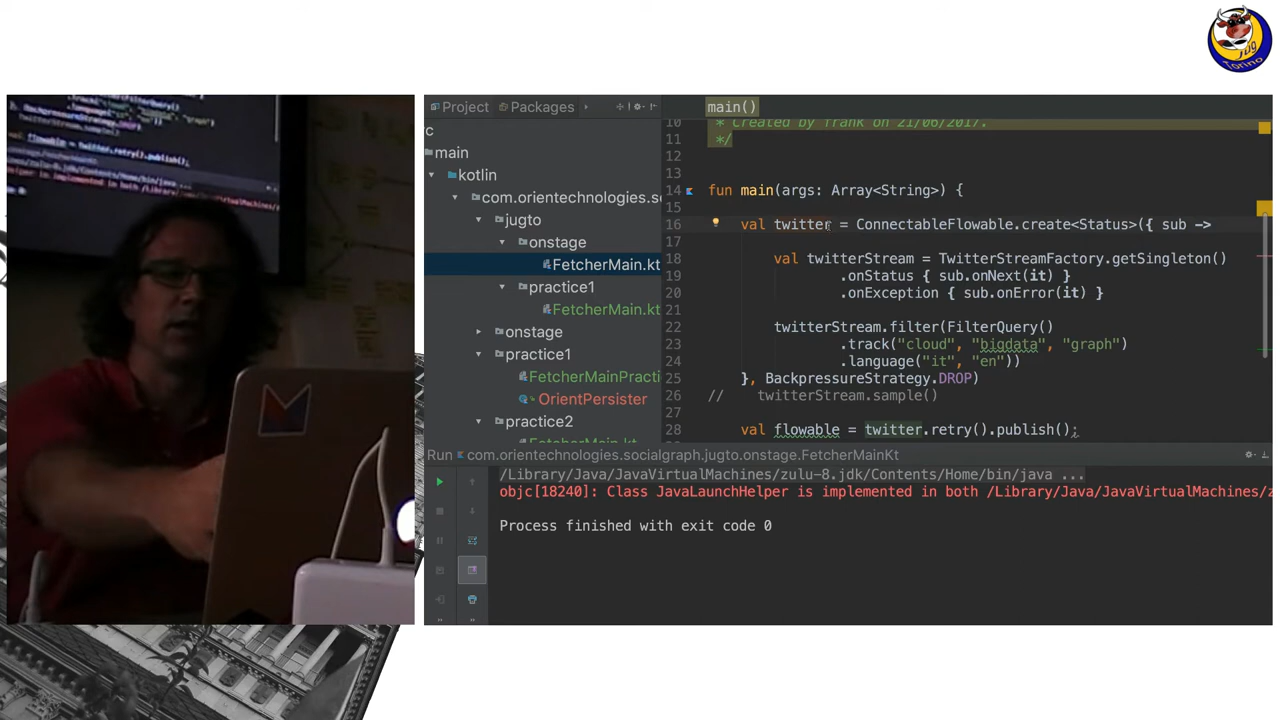 jug
Torino
Project
Packages
main()
rc
main
kotlin
com.orientechnologies.so
jugto
onstage
FetcherMain.kt
practice1
FetcherMain.kt
onstage
practice1
FetcherMainPracti
OrientPersister
practice2
FetcherMain.kt
10 * Created by frank on 21/06/2017.
11 */
12
13
14 fun main(args: Array<String>) {
15
16 val twitter = ConnectableFlowable.create<Status>({ sub ->
17
18 val twitterStream = TwitterStreamFactory.getSingleton()
19 .onStatus { sub.onNext(it) }
20 .onException { sub.onError(it) }
21
22 twitterStream.filter(FilterQuery()
23 .track("cloud", "bigdata", "graph")
24 .language("it", "en"))
25 }, BackpressureStrategy.DROP)
26 // twitterStream.sample()
27
28 val flowable = twitter.retry().publish();
Run com.orientechnologies.socialgraph.jugto.onstage.FetcherMainKt
/Library/Java/JavaVirtualMachines/zulu-8.jdk/Contents/Home/bin/java ...
objc[18240]: Class JavaLaunchHelper is implemented in both /Library/Java/JavaVirtualMachines/z
Process finished with exit code 0